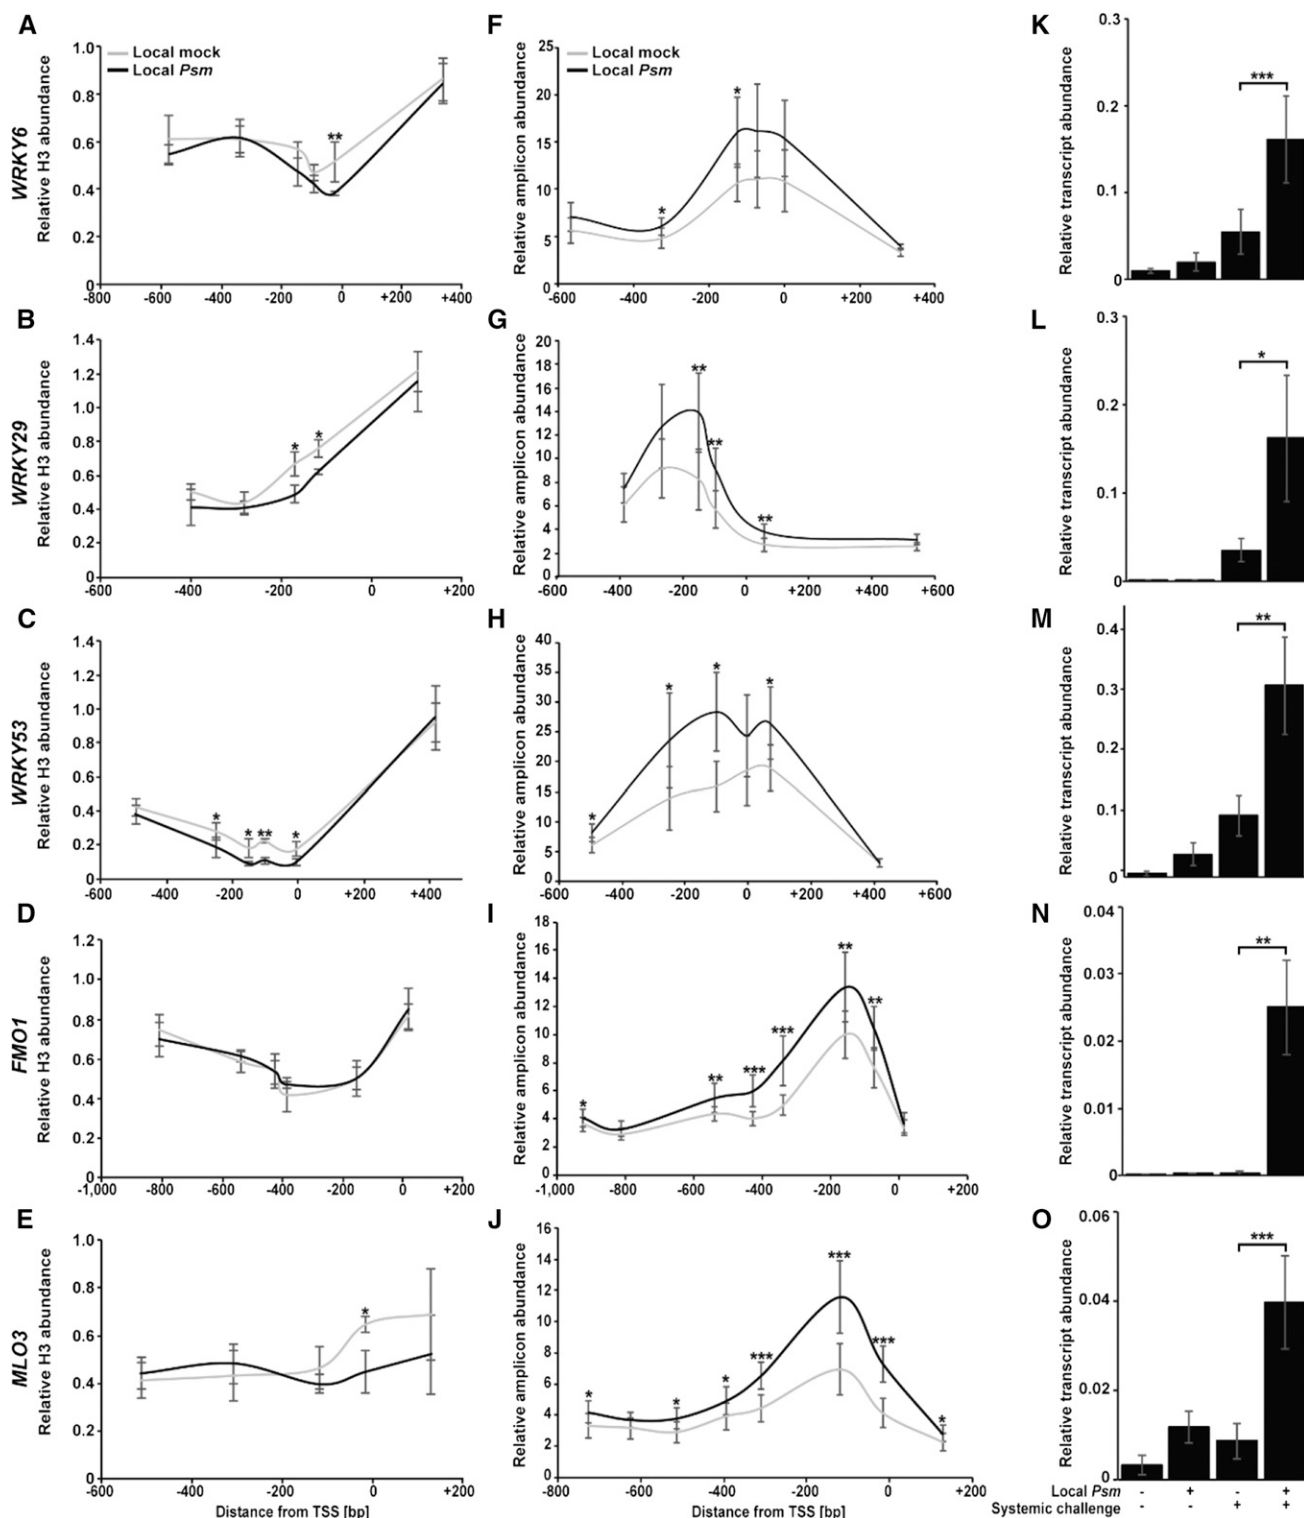 A
WRKY6
Relative H3 abundance
1.0
0.8
0.6
0.4
0.2
0
Local mock
Local Psm
**
-800 -600 -400 -200 0 +200 +400
F
Relative amplicon abundance
25
20
15
10
5
0
Local mock
Local Psm
* *
-600 -400 -200 0 +200 +400
K
Relative transcript abundance
0.3
0.2
0.1
0
***
B
WRKY29
Relative H3 abundance
1.4
1.2
1.0
0.8
0.6
0.4
0.2
0
* *
-600 -400 -200 0 +200
G
Relative amplicon abundance
20
18
16
14
12
10
8
6
4
2
0
** ** **
-600 -400 -200 0 +200 +400 +600
L
Relative transcript abundance
0.3
0.2
0.1
0
*
C
WRKY53
Relative H3 abundance
1.4
1.2
1.0
0.8
0.6
0.4
0.2
0
* * ** *
-600 -400 -200 0 +200 +400
H
Relative amplicon abundance
40
35
30
25
20
15
10
5
0
* * * *
-600 -400 -200 0 +200 +400 +600
M
Relative transcript abundance
0.4
0.3
0.2
0.1
0
**
D
FMO1
Relative H3 abundance
1.2
1.0
0.8
0.6
0.4
0.2
0
-1,000 -800 -600 -400 -200 0 +200
I
Relative amplicon abundance
18
16
14
12
10
8
6
4
2
0
* ** *** *** ** **
-1,000 -800 -600 -400 -200 0 +200
N
Relative transcript abundance
0.04
0.03
0.02
0.01
0
**
E
MLO3
Relative H3 abundance
1.0
0.8
0.6
0.4
0.2
0
*
-600 -400 -200 0 +200
Distance from TSS [bp]
J
Relative amplicon abundance
16
14
12
10
8
6
4
2
0
* * * *** *** *** *
-800 -600 -400 -200 0 +200
Distance from TSS [bp]
O
Relative transcript abundance
0.06
0.04
0.02
0
***
Local Psm - + - +
Systemic challenge - - + +